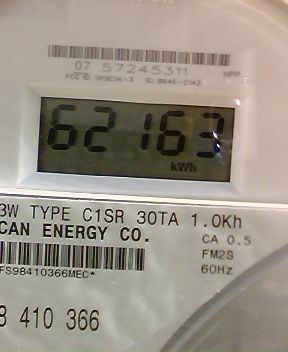 07 57245311
62163
kWh
3W TYPE C1SR 30TA 1.0Kh
CAN ENERGY CO.
CA 0.5
FM2S
60Hz
FS98410366MEC*
8 410 366